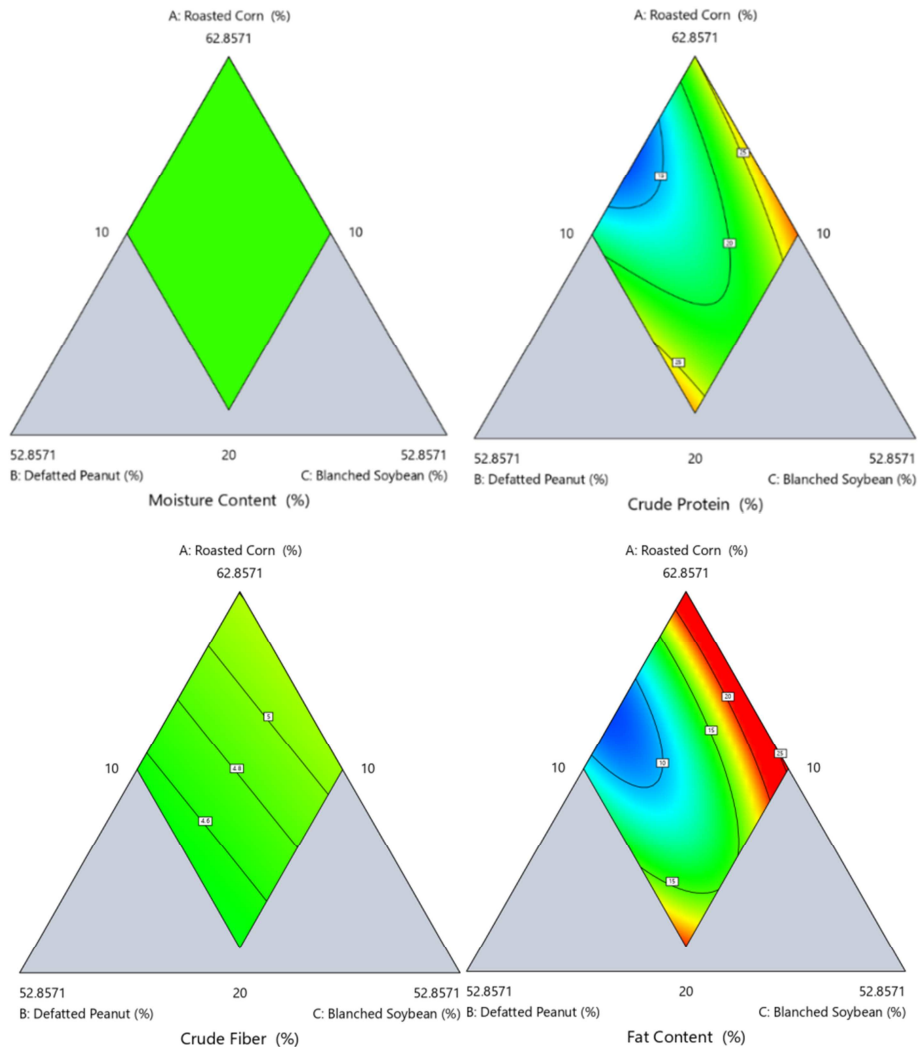 A: Roasted Corn (%)
62.8571
10 10
52.8571 20 52.8571
B: Defatted Peanut (%) C: Blanched Soybean (%)
Moisture Content (%)
A: Roasted Corn (%)
62.8571
25
18
10 10
20
25
52.8571 20 52.8571
B: Defatted Peanut (%) C: Blanched Soybean (%)
Crude Protein (%)
A: Roasted Corn (%)
62.8571
5
10 4.8 10
4.6
52.8571 20 52.8571
B: Defatted Peanut (%) C: Blanched Soybean (%)
Crude Fiber (%)
A: Roasted Corn (%)
62.8571
20
15
25
10 10 10
15
52.8571 20 52.8571
B: Defatted Peanut (%) C: Blanched Soybean (%)
Fat Content (%)